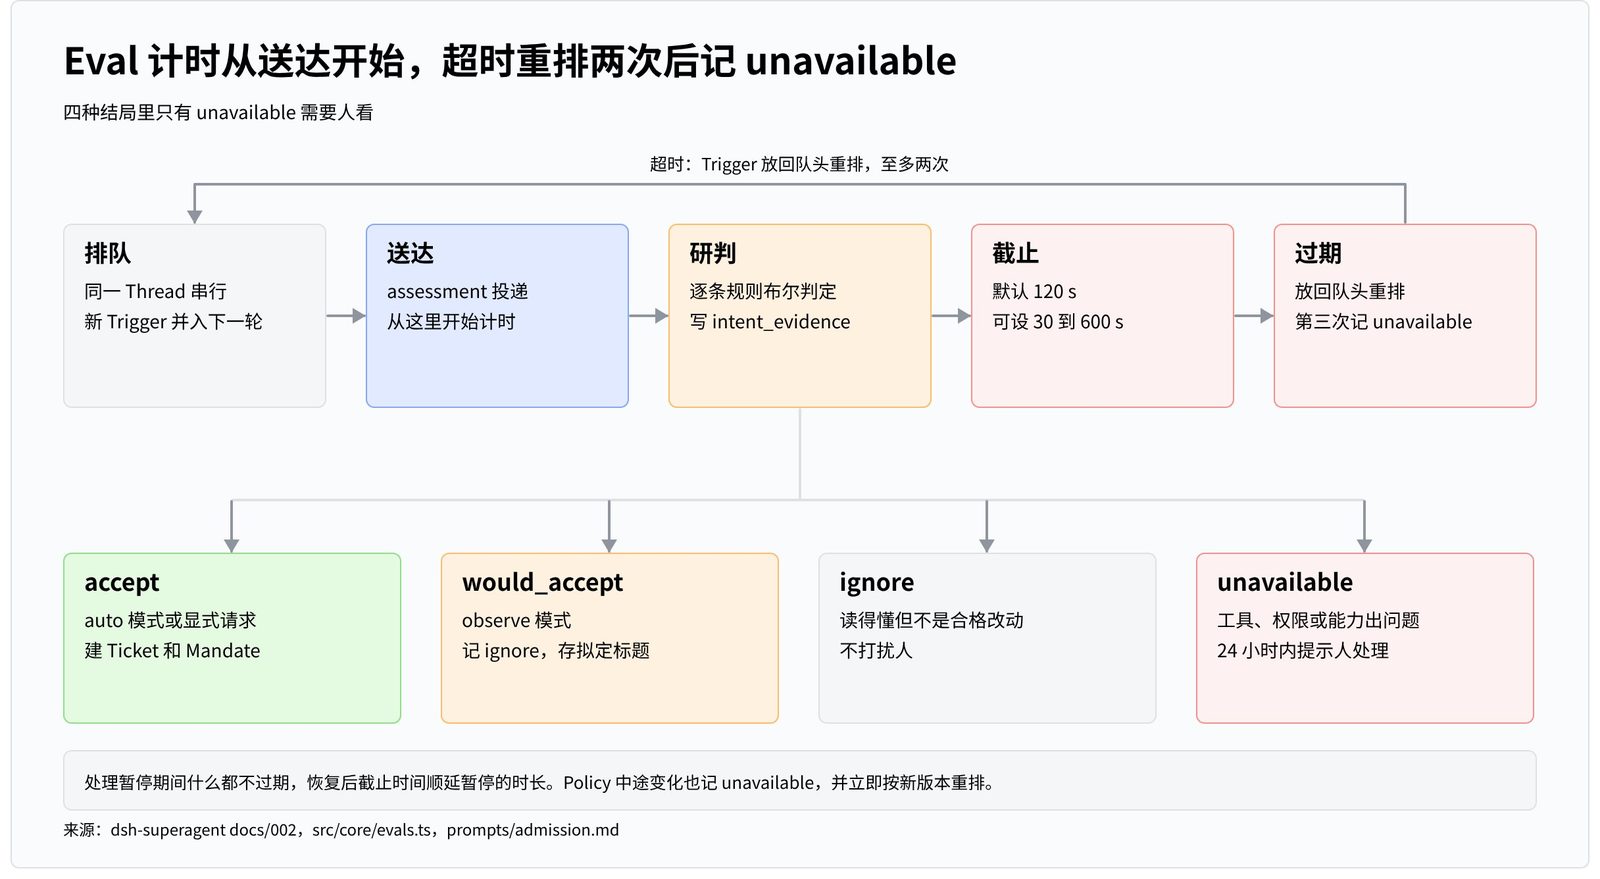 Eval 计时从送达开始，超时重排两次后记 unavailable
四种结局里只有 unavailable 需要人看
超时：Trigger 放回队头重排，至多两次
排队
同一 Thread 串行
新 Trigger 并入下一轮
送达
assessment 投递
从这里开始计时
研判
逐条规则布尔判定
写 intent_evidence
截止
默认 120 s
可设 30 到 600 s
过期
放回队头重排
第三次记 unavailable
accept
auto 模式或显式请求
建 Ticket 和 Mandate
would_accept
observe 模式
记 ignore，存拟定标题
ignore
读得懂但不是合格改动
不打扰人
unavailable
工具、权限或能力出问题
24 小时内提示人处理
处理暂停期间什么都不过期，恢复后截止时间顺延暂停的时长。Policy 中途变化也记 unavailable，并立即按新版本重排。
来源：dsh-superagent docs/002，src/core/evals.ts，prompts/admission.md